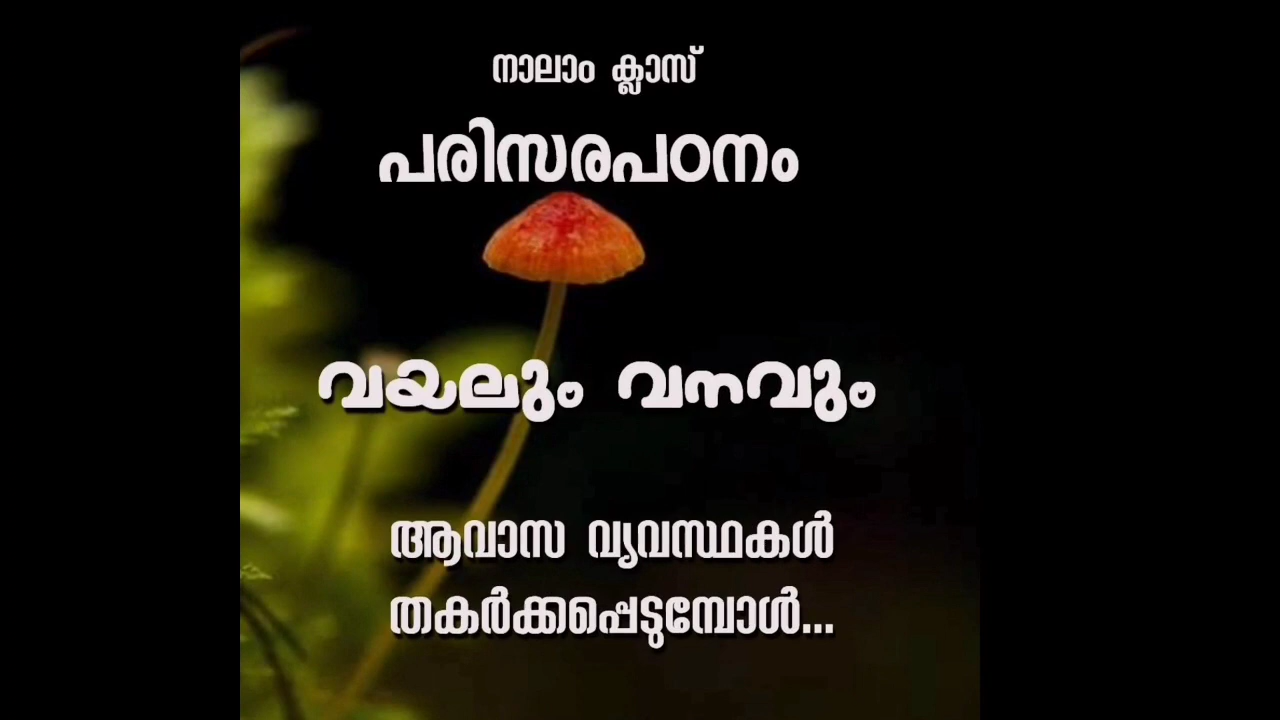 നാലാം ക്ലാസ്
പരിസരപഠനം
വയലും വനവും
ആവാസ വ്യവസ്ഥകൾ
തകർക്കപ്പെടുമ്പോൾ...